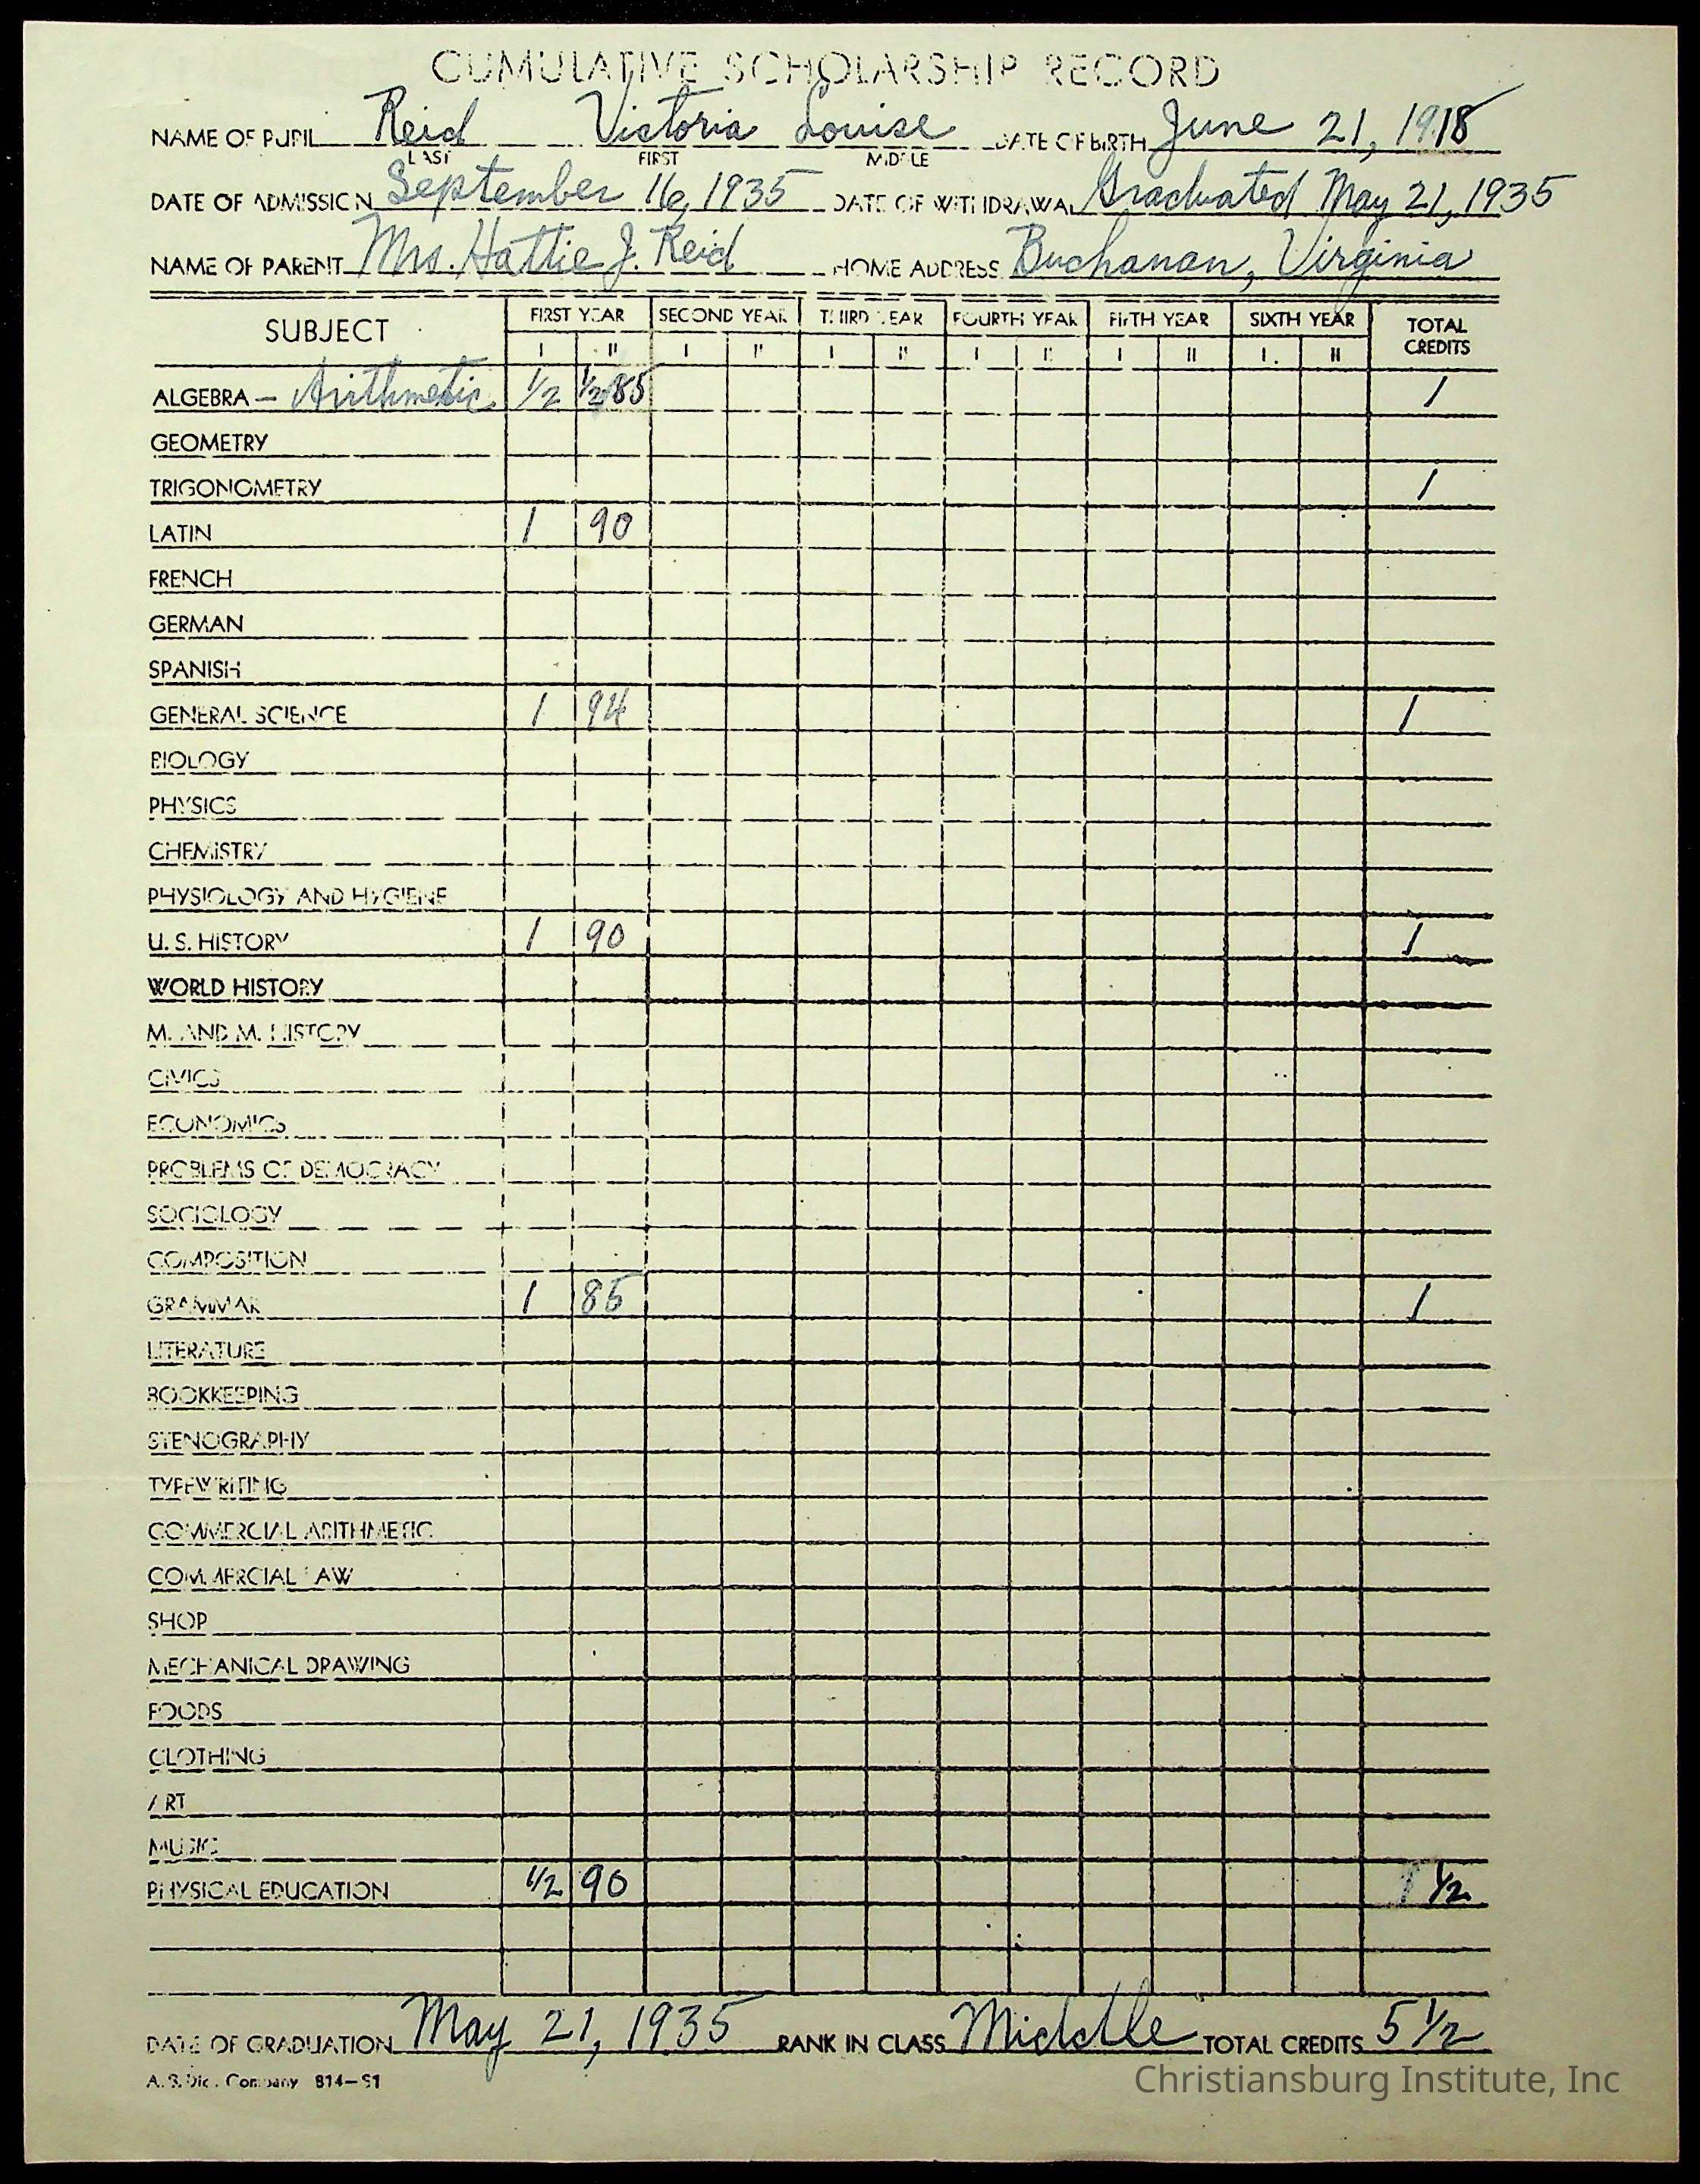 CUMULATIVE SCHOLARSHIP RECORD
NAME OF PUPIL Reid Victoria Louise DATE OF BIRTH June 21, 1918
LAST FIRST MIDDLE
DATE OF ADMISSION September 16, 1935 DATE OF WITHDRAWAL Graduated May 21, 1935
NAME OF PARENT Mrs. Hattie J. Reid HOME ADDRESS Buchanan, Virginia
SUBJECT FIRST YEAR SECOND YEAR THIRD YEAR FOURTH YEAR FIFTH YEAR SIXTH YEAR TOTAL CREDITS
I II I II I II I II I II I II
ALGEBRA – Arithmetic 1/2 1/2 85 1
GEOMETRY
TRIGONOMETRY 1
LATIN 1 90
FRENCH
GERMAN
SPANISH
GENERAL SCIENCE 1 94 1
BIOLOGY
PHYSICS
CHEMISTRY
PHYSIOLOGY AND HYGIENE
U. S. HISTORY 1 90 1
WORLD HISTORY
M. AND M. HISTORY
CIVICS
ECONOMICS
PROBLEMS OF DEMOCRACY
SOCIOLOGY
COMPOSITION
GRAMMAR 1 85 1
LITERATURE
BOOKKEEPING
STENOGRAPHY
TYPEWRITING
COMMERCIAL ARITHMETIC
COMMERCIAL LAW
SHOP
MECHANICAL DRAWING
FOODS
CLOTHING
ART
MUSIC
PHYSICAL EDUCATION 1/2 90 1/2
DATE OF GRADUATION May 21, 1935 RANK IN CLASS Middle TOTAL CREDITS 5 1/2
A. S. Company 814–S1
Christiansburg Institute, Inc